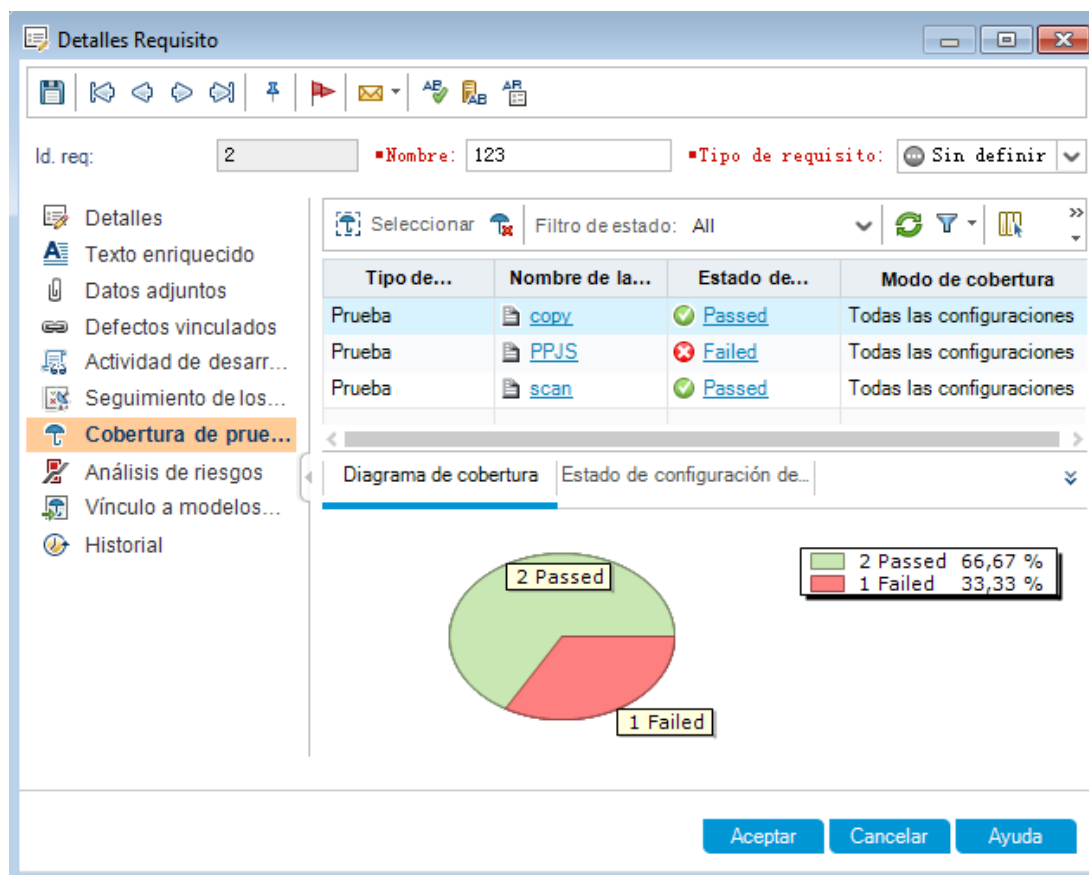 Detalles Requisito
Id. req: 2 Nombre: 123 Tipo de requisito: Sin definir
Detalles
Texto enriquecido
Datos adjuntos
Defectos vinculados
Actividad de desarr...
Seguimiento de los...
Cobertura de prue...
Análisis de riesgos
Vínculo a modelos...
Historial
Seleccionar Filtro de estado: All
Tipo de... Nombre de la... Estado de... Modo de cobertura
Prueba copy Passed Todas las configuraciones
Prueba PPJS Failed Todas las configuraciones
Prueba scan Passed Todas las configuraciones
Diagrama de cobertura Estado de configuración de...
2 Passed
1 Failed
2 Passed 66,67 %
1 Failed 33,33 %
Aceptar Cancelar Ayuda